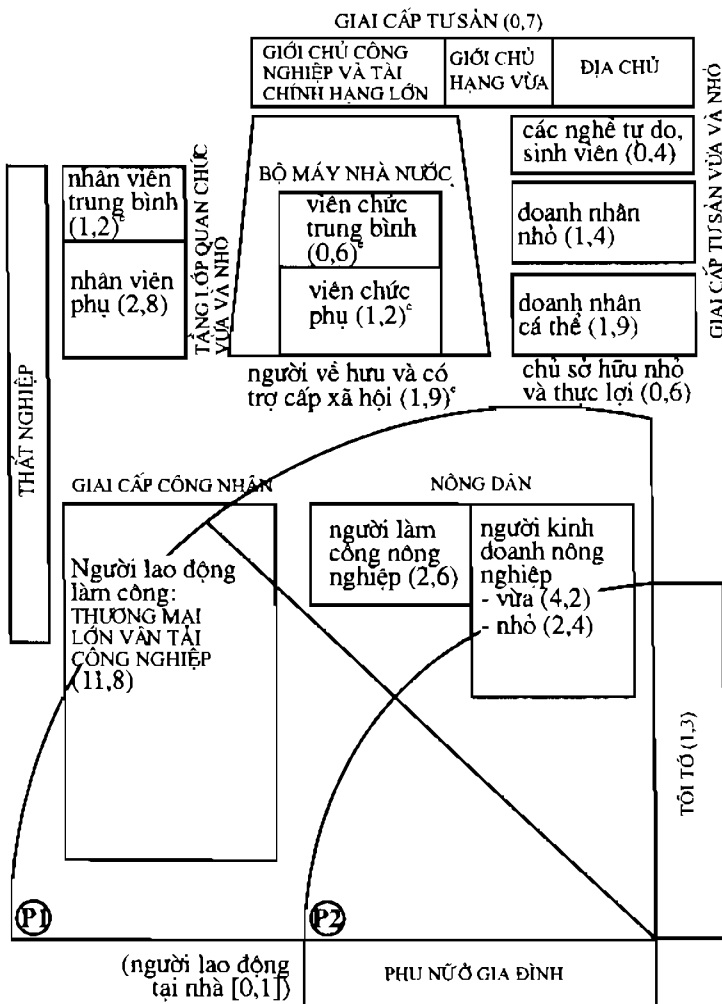 GIAI CẤP TƯ SẢN (0,7)
GIỚI CHỦ CÔNG
NGHIỆP VÀ TÀI
CHÍNH HẠNG LỚN
GIỚI CHỦ
HẠNG VỪA
ĐỊA CHỦ
nhân viên
trung bình
(1,2)ᶜ
nhân viên
phụ (2,8)
TẦNG LỚP QUAN CHỨC
VỪA VÀ NHỎ
BỘ MÁY NHÀ NƯỚC
viên chức
trung bình
(0,6)ᶜ
viên chức
phụ (1,2)ᶜ
người về hưu và có
trợ cấp xã hội (1,9)ᶜ
các nghề tự do,
sinh viên (0,4)
doanh nhân
nhỏ (1,4)
doanh nhân
cá thể (1,9)
chủ sở hữu nhỏ
và thực lợi (0,6)
GIAI CẤP TƯ SẢN VỪA VÀ NHỎ
THẤT NGHIỆP
GIAI CẤP CÔNG NHÂN
Người lao động
làm công:
THƯƠNG MẠI
LỚN VẬN TẢI
CÔNG NGHIỆP
(11,8)
NÔNG DÂN
người làm
công nông
nghiệp (2,6)
người kinh
doanh nông
nghiệp
- vừa (4,2)
- nhỏ (2,4)
TÔI TỚ (1,3)
P1
P2
(người lao động
tại nhà [0,1])
PHỤ NỮ Ở GIA ĐÌNH